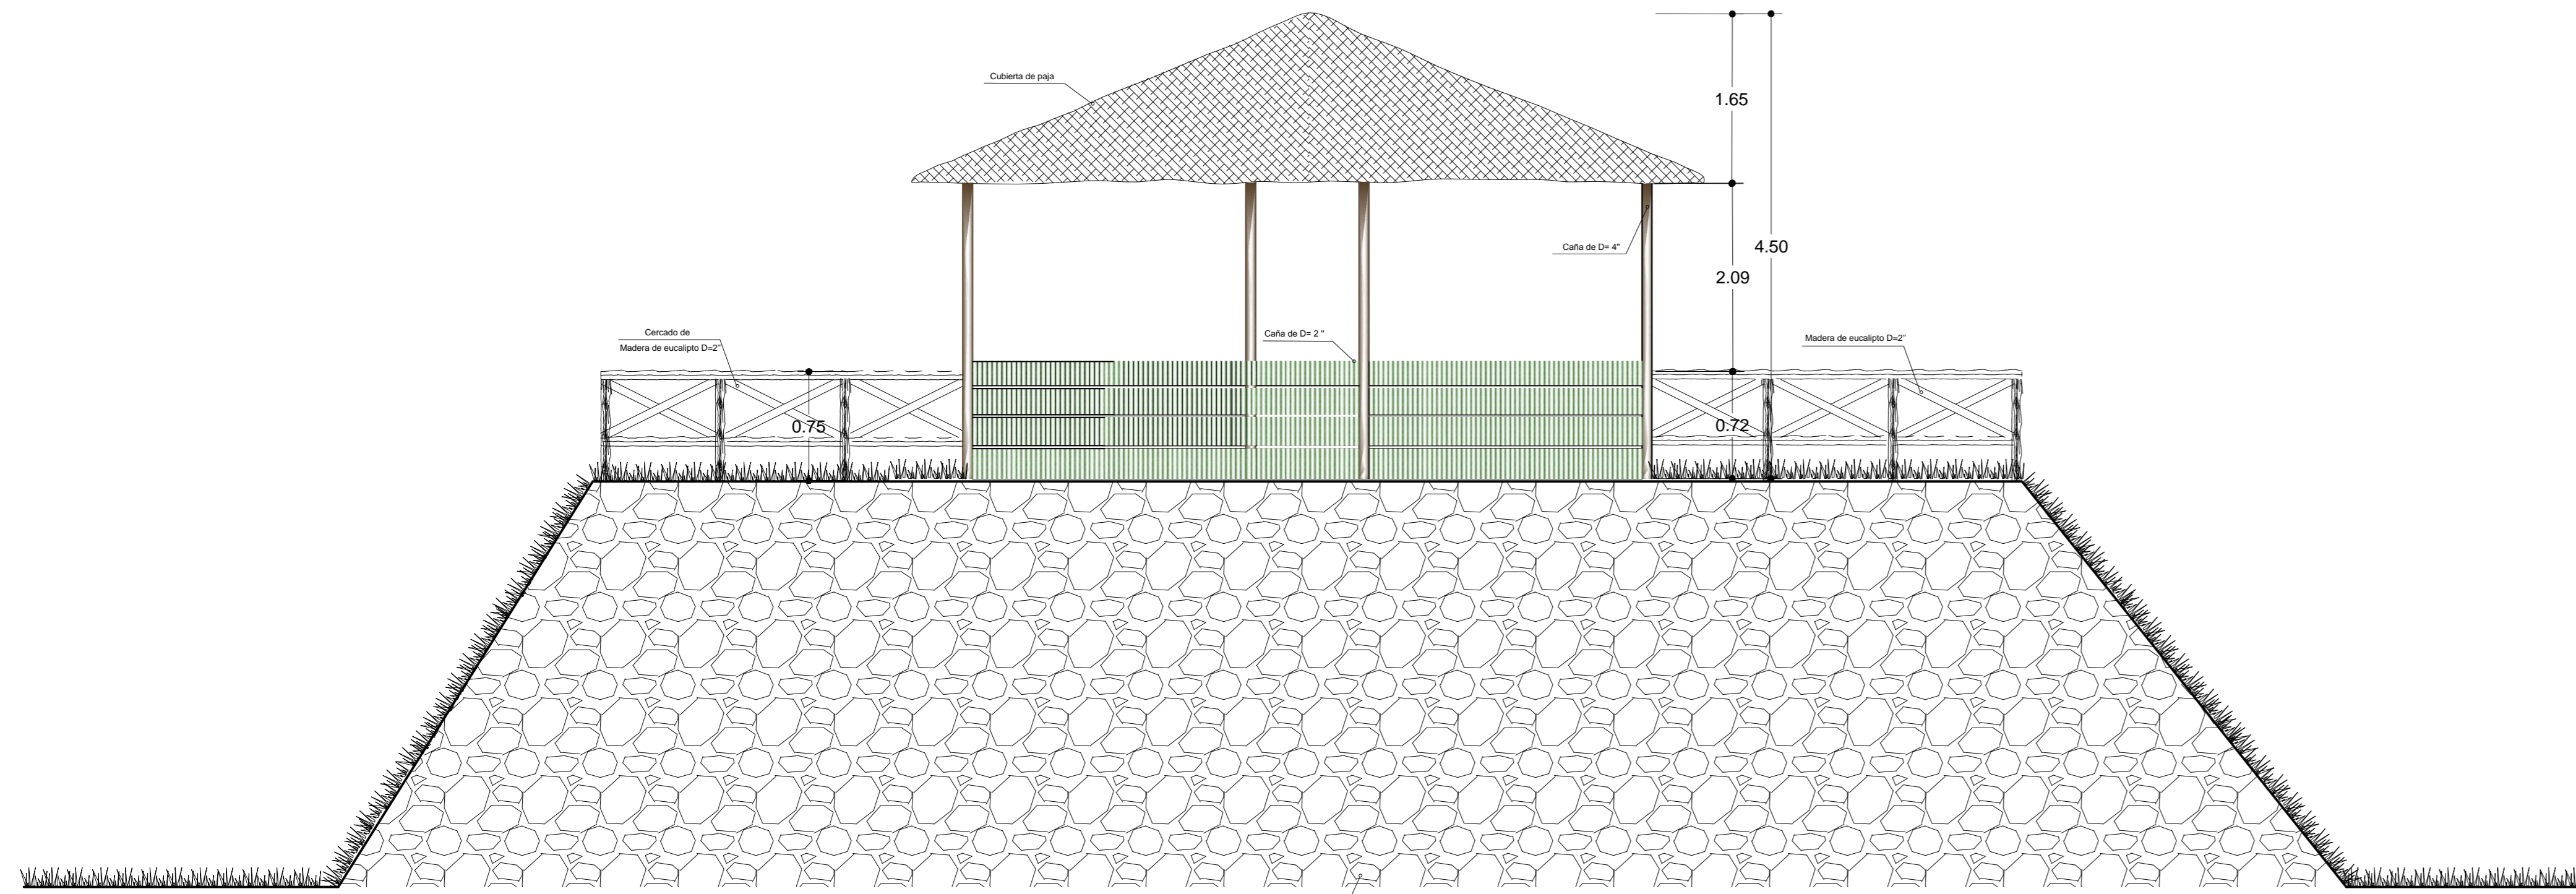 Cubierta de paja
1.65
Caña de D= 4"
4.50
2.09
Cercado de
Madera de eucalipto D=2"
Caña de D= 2 "
Madera de eucalipto D=2"
0.75
0.72